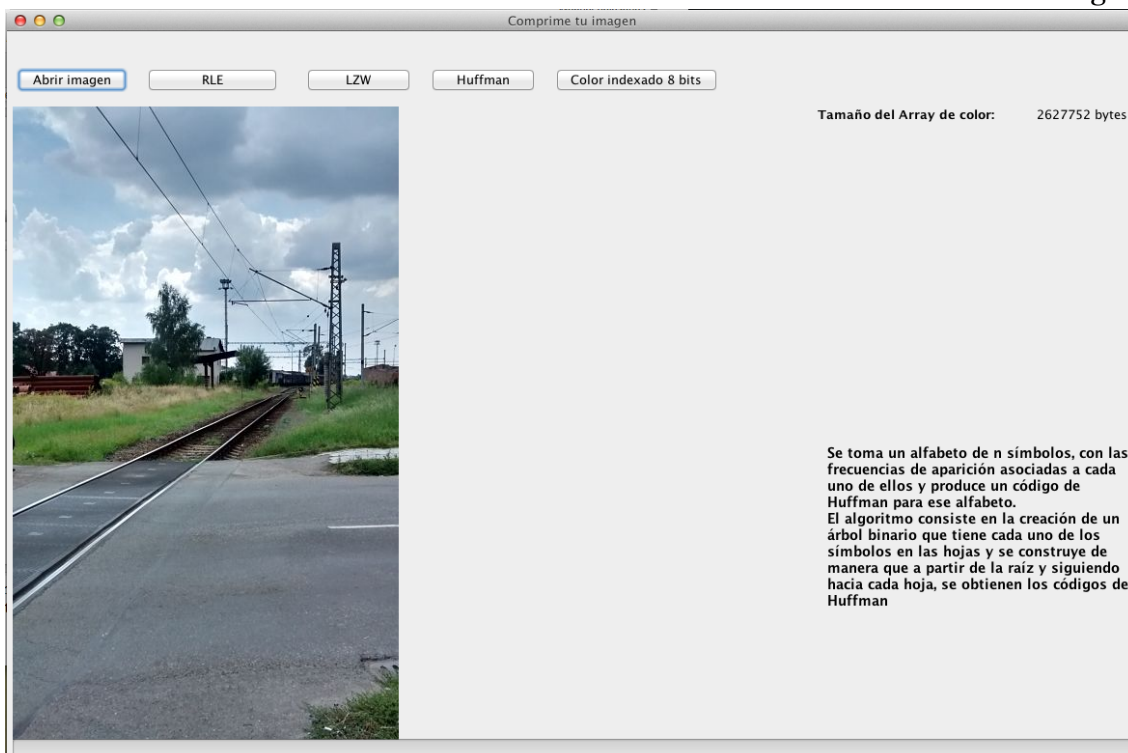 Comprime tu imagen
Abrir imagen
RLE
LZW
Huffman
Color indexado 8 bits
Tamaño del Array de color: 2627752 bytes
Se toma un alfabeto de n símbolos, con las
frecuencias de aparición asociadas a cada
uno de ellos y produce un código de
Huffman para ese alfabeto.
El algoritmo consiste en la creación de un
árbol binario que tiene cada uno de los
símbolos en las hojas y se construye de
manera que a partir de la raíz y siguiendo
hacia cada hoja, se obtienen los códigos de
Huffman